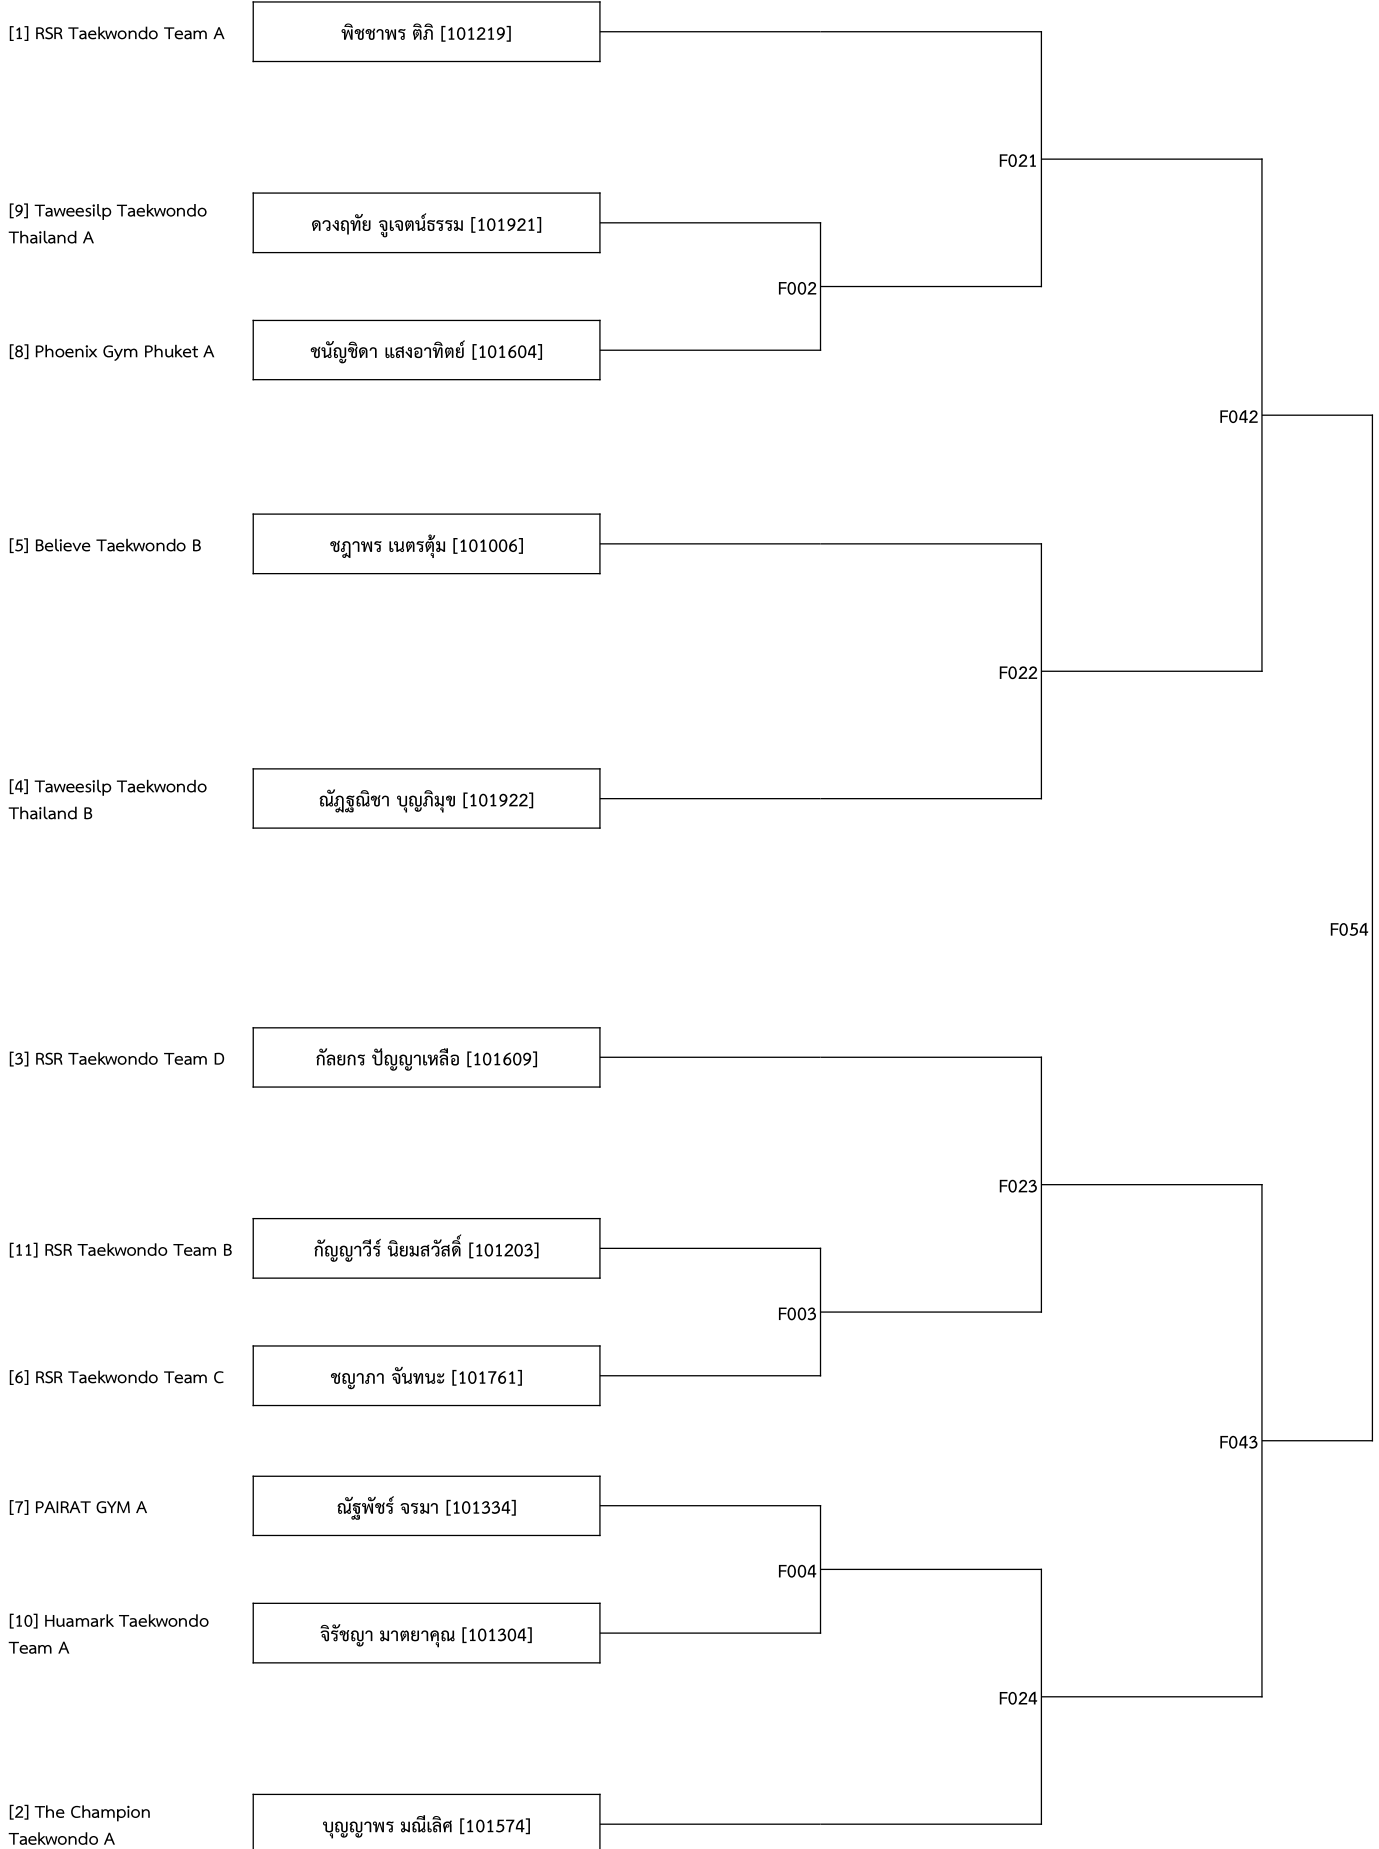 [1] RSR Taekwondo Team A
พิชชาพร ติภิ [101219]
F021
[9] Taweesilp Taekwondo
Thailand A
ดวงฤทัย จูเจตน์ธรรม [101921]
F002
[8] Phoenix Gym Phuket A
ชนัญชิดา แสงอาทิตย์ [101604]
F042
[5] Believe Taekwondo B
ชฎาพร เนตรตุ้ม [101006]
F022
[4] Taweesilp Taekwondo
Thailand B
ณัฎฐณิชา บุญภิมุข [101922]
F054
[3] RSR Taekwondo Team D
กัลยกร ปัญญาเหลือ [101609]
F023
[11] RSR Taekwondo Team B
กัญญาวีร์ นิยมสวัสดิ์ [101203]
F003
[6] RSR Taekwondo Team C
ชญาภา จันทนะ [101761]
F043
[7] PAIRAT GYM A
ณัฐพัชร์ จรมา [101334]
F004
[10] Huamark Taekwondo
Team A
จิรัชญา มาตยาคุณ [101304]
F024
[2] The Champion
Taekwondo A
บุญญาพร มณีเลิศ [101574]